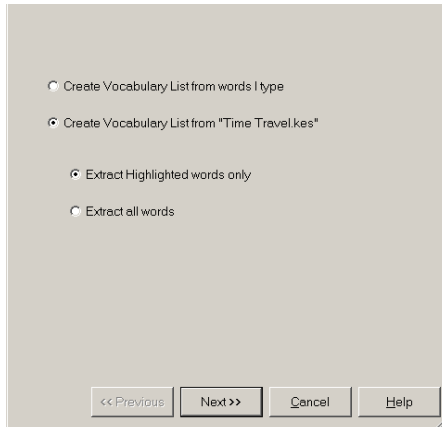 Create Vocabulary List from words I type
Create Vocabulary List from "Time Travel.kes"
Extract Highlighted words only
Extract all words
<< Previous Next >> Cancel Help